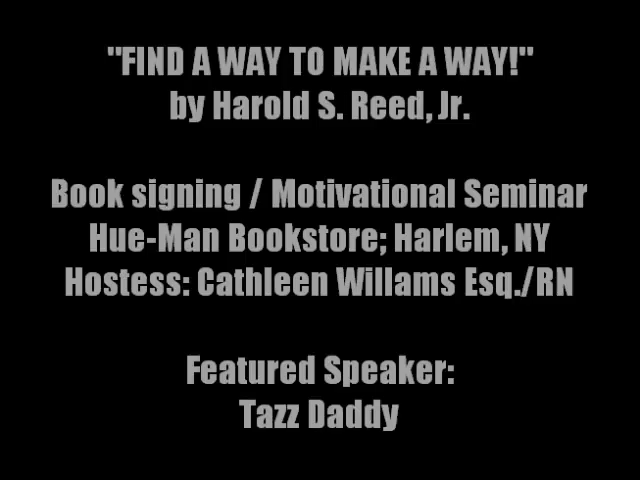 "FIND A WAY TO MAKE A WAY!"
by Harold S. Reed, Jr.
Book signing / Motivational Seminar
Hue-Man Bookstore; Harlem, NY
Hostess: Cathleen Willams Esq./RN
Featured Speaker:
Tazz Daddy